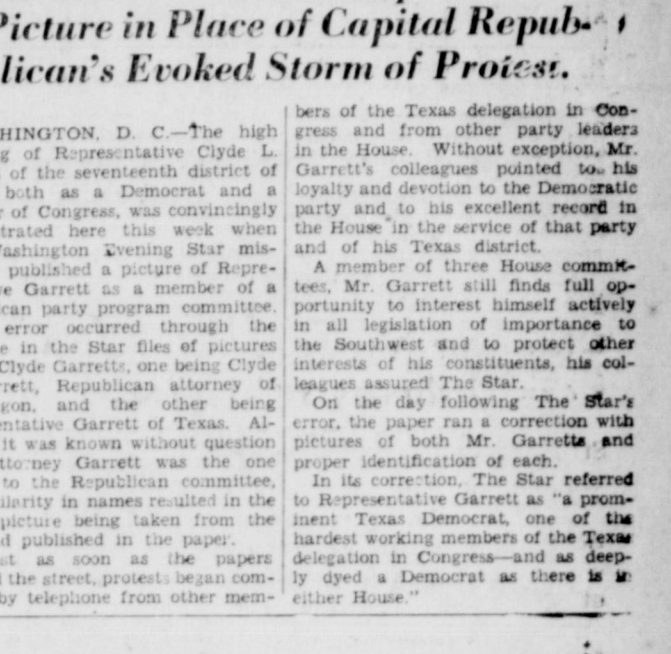 Picture in Place of Capital Repub-
lican's Evoked Storm of Protest.
HINGTON, D. C.—The high
g of Representative Clyde L.
of the seventeenth district of
both as a Democrat and a
r of Congress, was convincingly
trated here this week when
ashington Evening Star mis-
published a picture of Repre-
e Garrett as a member of a
can party program committee.
error occurred through the
e in the Star files of pictures
Clyde Garretts, one being Clyde
rett, Republican attorney of
gon, and the other being
entative Garrett of Texas. Al-
it was known without question
ttorney Garrett was the one
to the Republican committee,
ilarity in names resulted in the
picture being taken from the
d published in the paper.
st as soon as the papers
the street, protests began com-
by telephone from other mem-
bers of the Texas delegation in Con-
gress and from other party leaders
in the House. Without exception, Mr.
Garrett's colleagues pointed to his
loyalty and devotion to the Democratic
party and to his excellent record in
the House in the service of that party
and of his Texas district.
A member of three House commit-
tees, Mr. Garrett still finds full op-
portunity to interest himself actively
in all legislation of importance to
the Southwest and to protect other
interests of his constituents, his col-
leagues assured The Star.
On the day following The Star's
error, the paper ran a correction with
pictures of both Mr. Garretts and
proper identification of each.
In its correction, The Star referred
to Representative Garrett as "a prom-
inent Texas Democrat, one of the
hardest working members of the Texas
delegation in Congress—and as deep-
ly dyed a Democrat as there is in
either House."